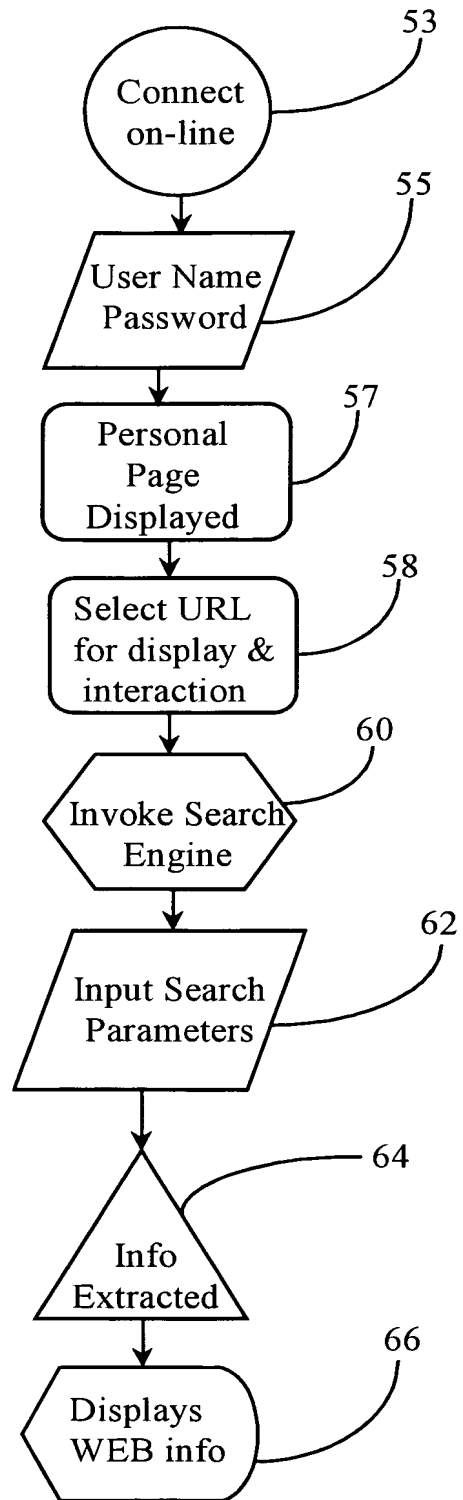 53
Connect
on-line
55
User Name
Password
57
Personal
Page
Displayed
58
Select URL
for display &
interaction
60
Invoke Search
Engine
62
Input Search
Parameters
64
Info
Extracted
66
Displays
WEB info